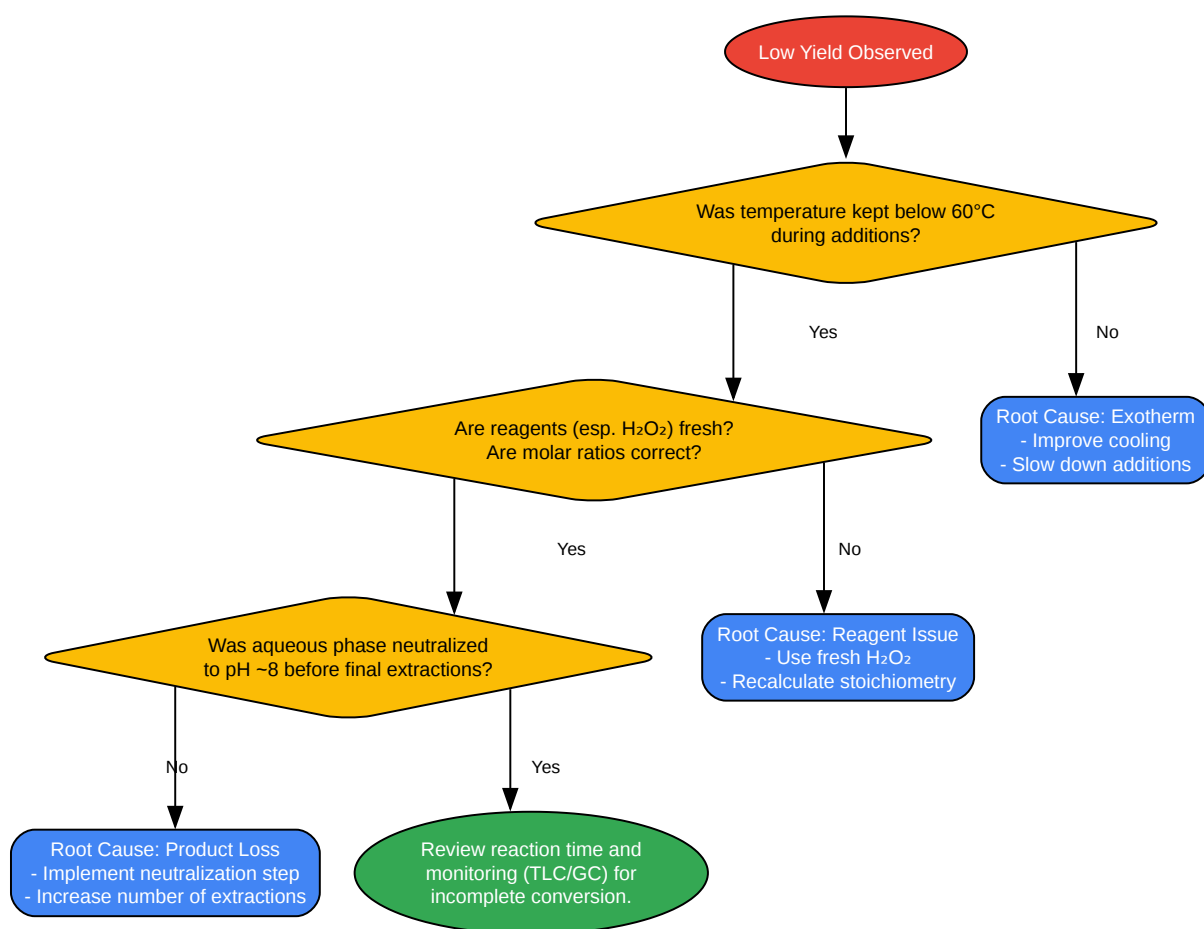 Low Yield Observed
Was temperature kept below 60°C
during additions?
Yes
No
Are reagents (esp. H₂O₂) fresh?
Are molar ratios correct?
Root Cause: Exotherm
- Improve cooling
- Slow down additions
Yes
No
Was aqueous phase neutralized
to pH ~8 before final extractions?
Root Cause: Reagent Issue
- Use fresh H₂O₂
- Recalculate stoichiometry
No
Yes
Root Cause: Product Loss
- Implement neutralization step
- Increase number of extractions
Review reaction time and
monitoring (TLC/GC) for
incomplete conversion.